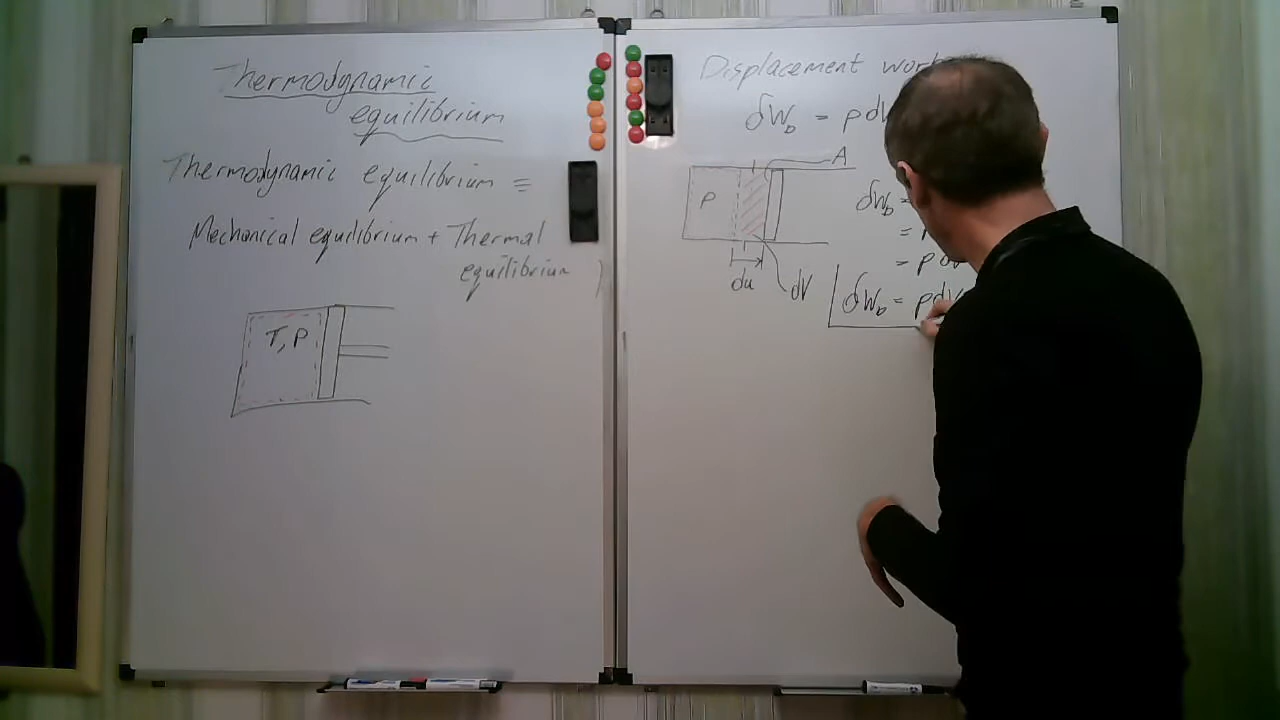 Thermodynamic
equilibrium
Thermodynamic equilibrium =
Mechanical equilibrium + Thermal
equilibrium
T, P
Displacement work
δW_b = pdV
A
P
δW_b =
=
= p
du
dV
δW_b = pdV